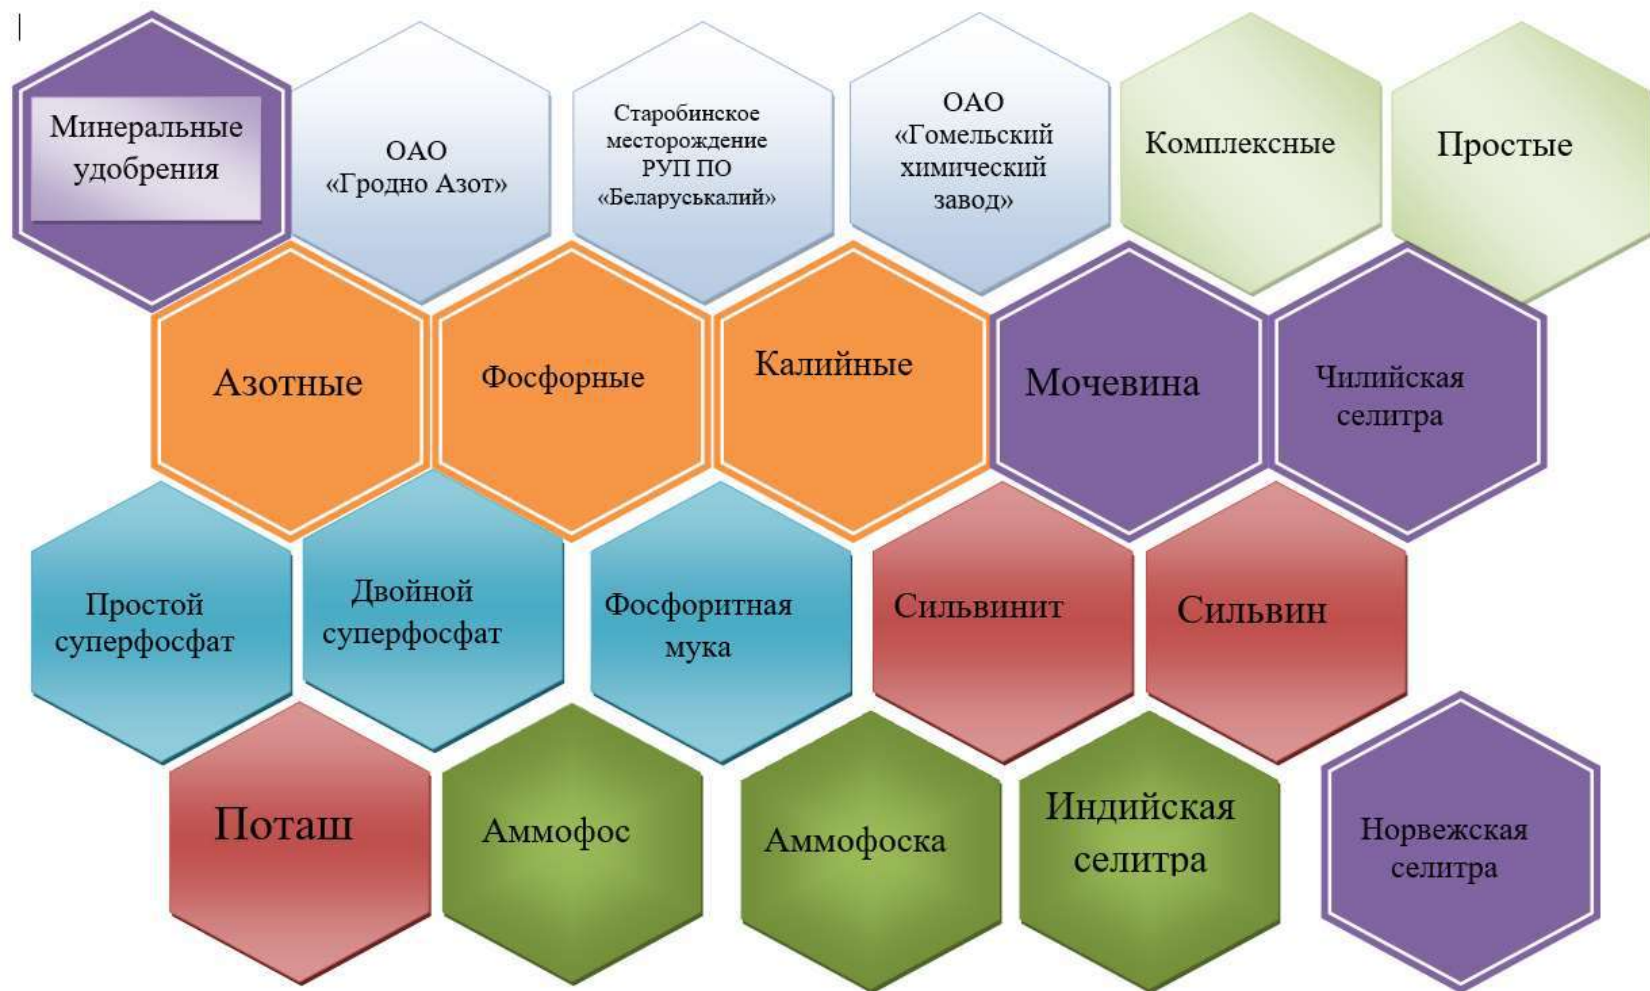 Минеральные
удобрения
ОАО
«Гродно Азот»
Старобинское
месторождение
РУП ПО
«Беларуськалий»
ОАО
«Гомельский
химический
завод»
Комплексные
Простые
Азотные
Фосфорные
Калийные
Мочевина
Чилийская
селитра
Простой
суперфосфат
Двойной
суперфосфат
Фосфоритная
мука
Сильвинит
Сильвин
Поташ
Аммофос
Аммофоска
Индийская
селитра
Норвежская
селитра